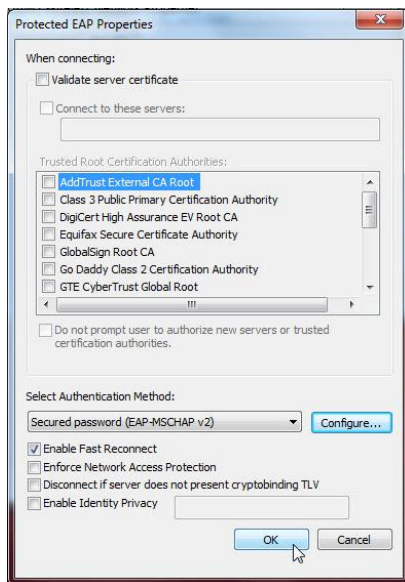 Protected EAP Properties
When connecting:
Validate server certificate
Connect to these servers:
Trusted Root Certification Authorities:
AddTrust External CA Root
Class 3 Public Primary Certification Authority
DigiCert High Assurance EV Root CA
Equifax Secure Certificate Authority
GlobalSign Root CA
Go Daddy Class 2 Certification Authority
GTE CyberTrust Global Root
Do not prompt user to authorize new servers or trusted
certification authorities.
Select Authentication Method:
Secured password (EAP-MSCHAP v2) Configure...
Enable Fast Reconnect
Enforce Network Access Protection
Disconnect if server does not present cryptobinding TLV
Enable Identity Privacy
OK Cancel